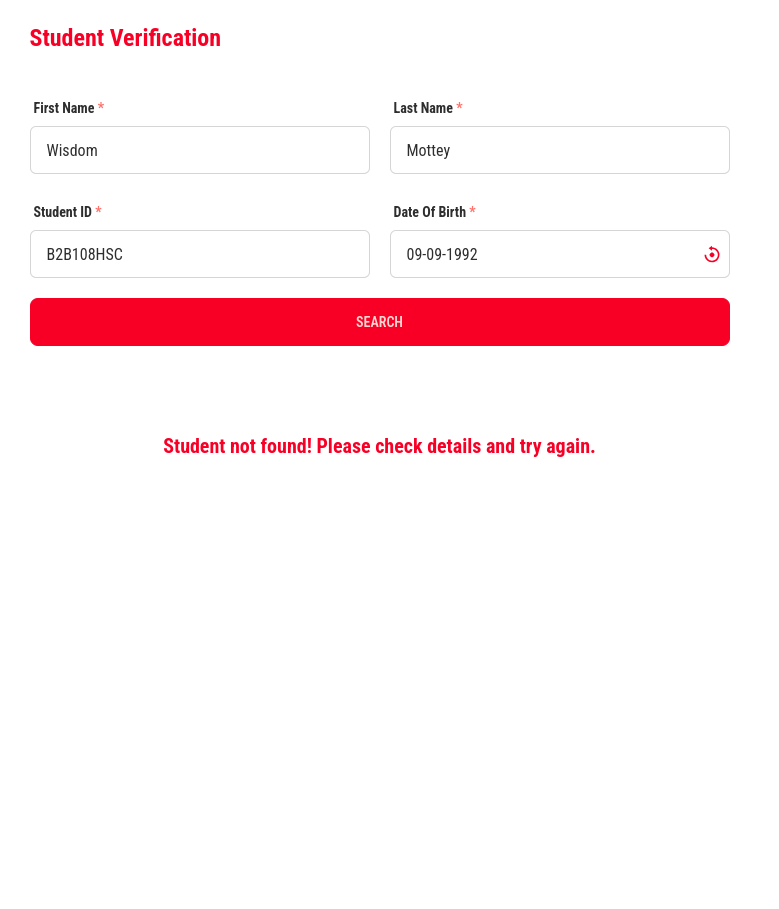 Student Verification
First Name *
Last Name *
Wisdom
Mottey
Student ID *
Date Of Birth *
B2B108HSC
09-09-1992
SEARCH
Student not found! Please check details and try again.